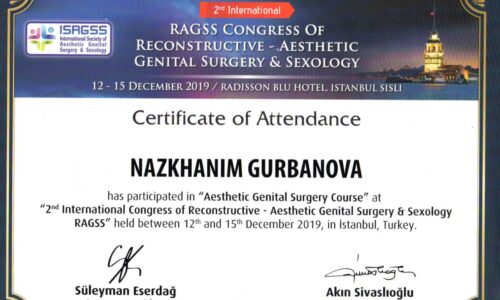 2nd International
ISAGSS
International Society of
Aesthetic Genital
Surgery & Sexology
RAGSS CONGRESS OF
RECONSTRUCTIVE - AESTHETIC
GENITAL SURGERY & SEXOLOGY
12 - 15 DECEMBER 2019 / RADISSON BLU HOTEL, ISTANBUL SISLI
Certificate of Attendance
NAZKHANIM GURBANOVA
has participated in “Aesthetic Genital Surgery Course” at
“2nd International Congress of Reconstructive - Aesthetic Genital Surgery & Sexology
RAGSS” held between 12th and 15th December 2019, in İstanbul, Turkey.
Süleyman Eserdağ
Akın Sivaslıoğlu